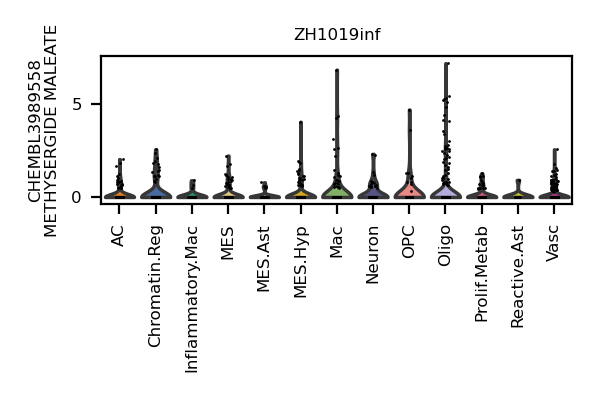 ZH1019inf
CHEMBL3989558
METHYSERGIDE MALEATE
5
0
AC
Chromatin.Reg
Inflammatory.Mac
MES
MES.Ast
MES.Hyp
Mac
Neuron
OPC
Oligo
Prolif.Metab
Reactive.Ast
Vasc